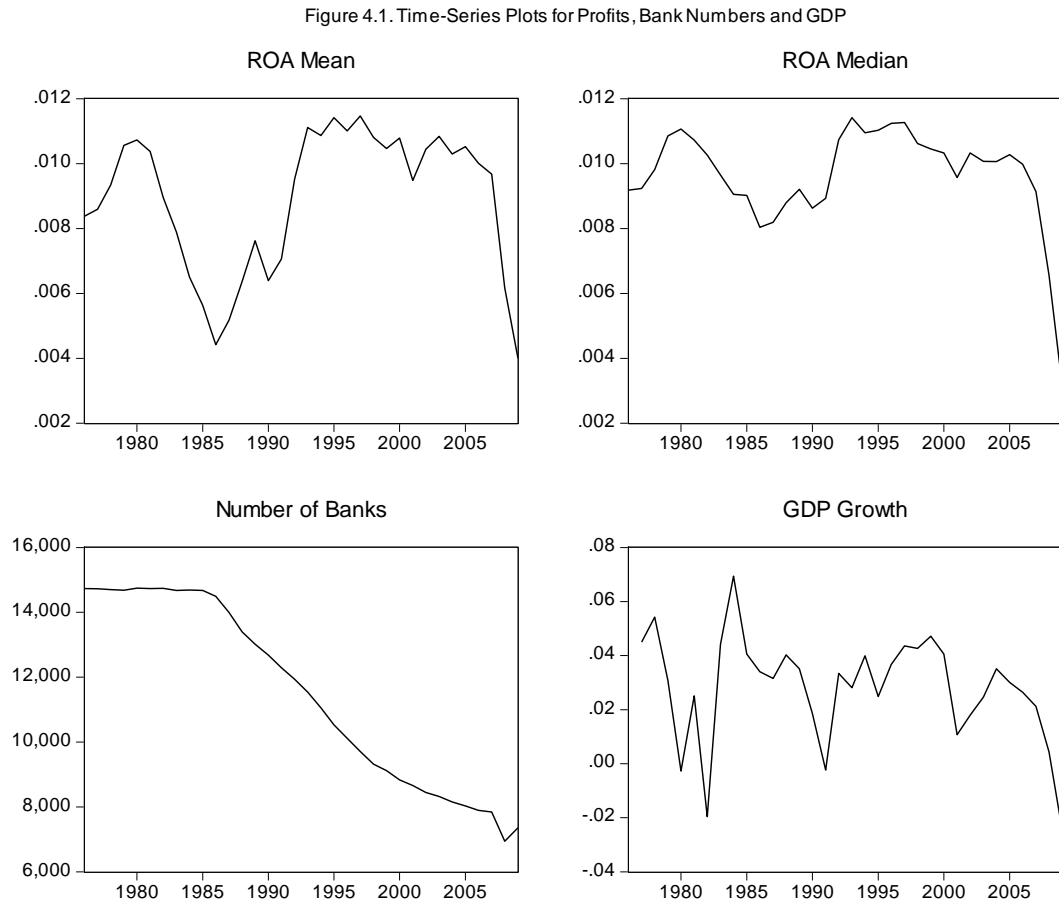 Figure 4.1. Time-Series Plots for Profits, Bank Numbers and GDP
ROA Mean
.012
.010
.008
.006
.004
.002
1980 1985 1990 1995 2000 2005
ROA Median
.012
.010
.008
.006
.004
.002
1980 1985 1990 1995 2000 2005
Number of Banks
16,000
14,000
12,000
10,000
8,000
6,000
1980 1985 1990 1995 2000 2005
GDP Growth
.08
.06
.04
.02
.00
-.02
-.04
1980 1985 1990 1995 2000 2005